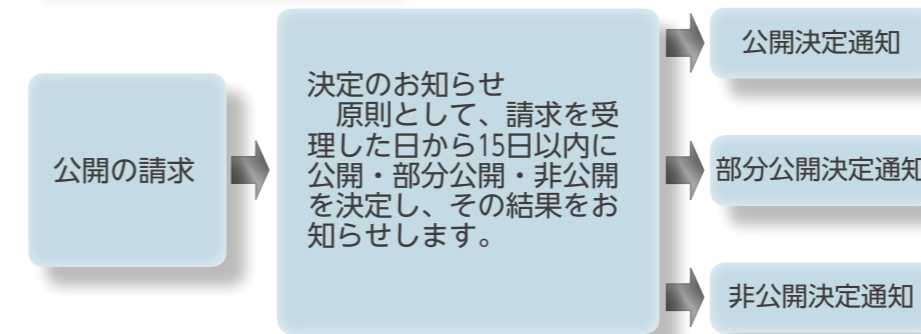 公開の請求
決定のお知らせ
　原則として、請求を受
理した日から15日以内に
公開・部分公開・非公開
を決定し、その結果をお
知らせします。
公開決定通知
部分公開決定通知
非公開決定通知